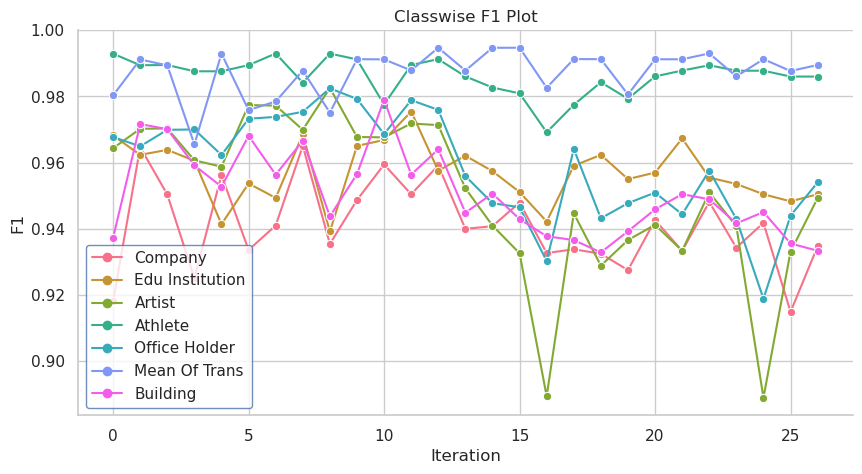 Classwise F1 Plot
1.00
0.98
0.96
0.94
0.92
0.90
F1
Company
Edu Institution
Artist
Athlete
Office Holder
Mean Of Trans
Building
0 5 10 15 20 25
Iteration